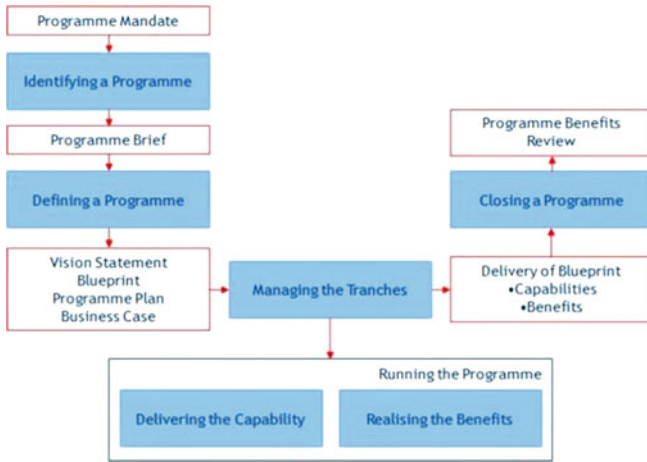 Programme Mandate
Identifying a Programme
Programme Brief
Defining a Programme
Vision Statement
Blueprint
Programme Plan
Business Case
Managing the Tranches
Programme Benefits
Review
Closing a Programme
Delivery of Blueprint
•Capabilities
•Benefits
Running the Programme
Delivering the Capability
Realising the Benefits